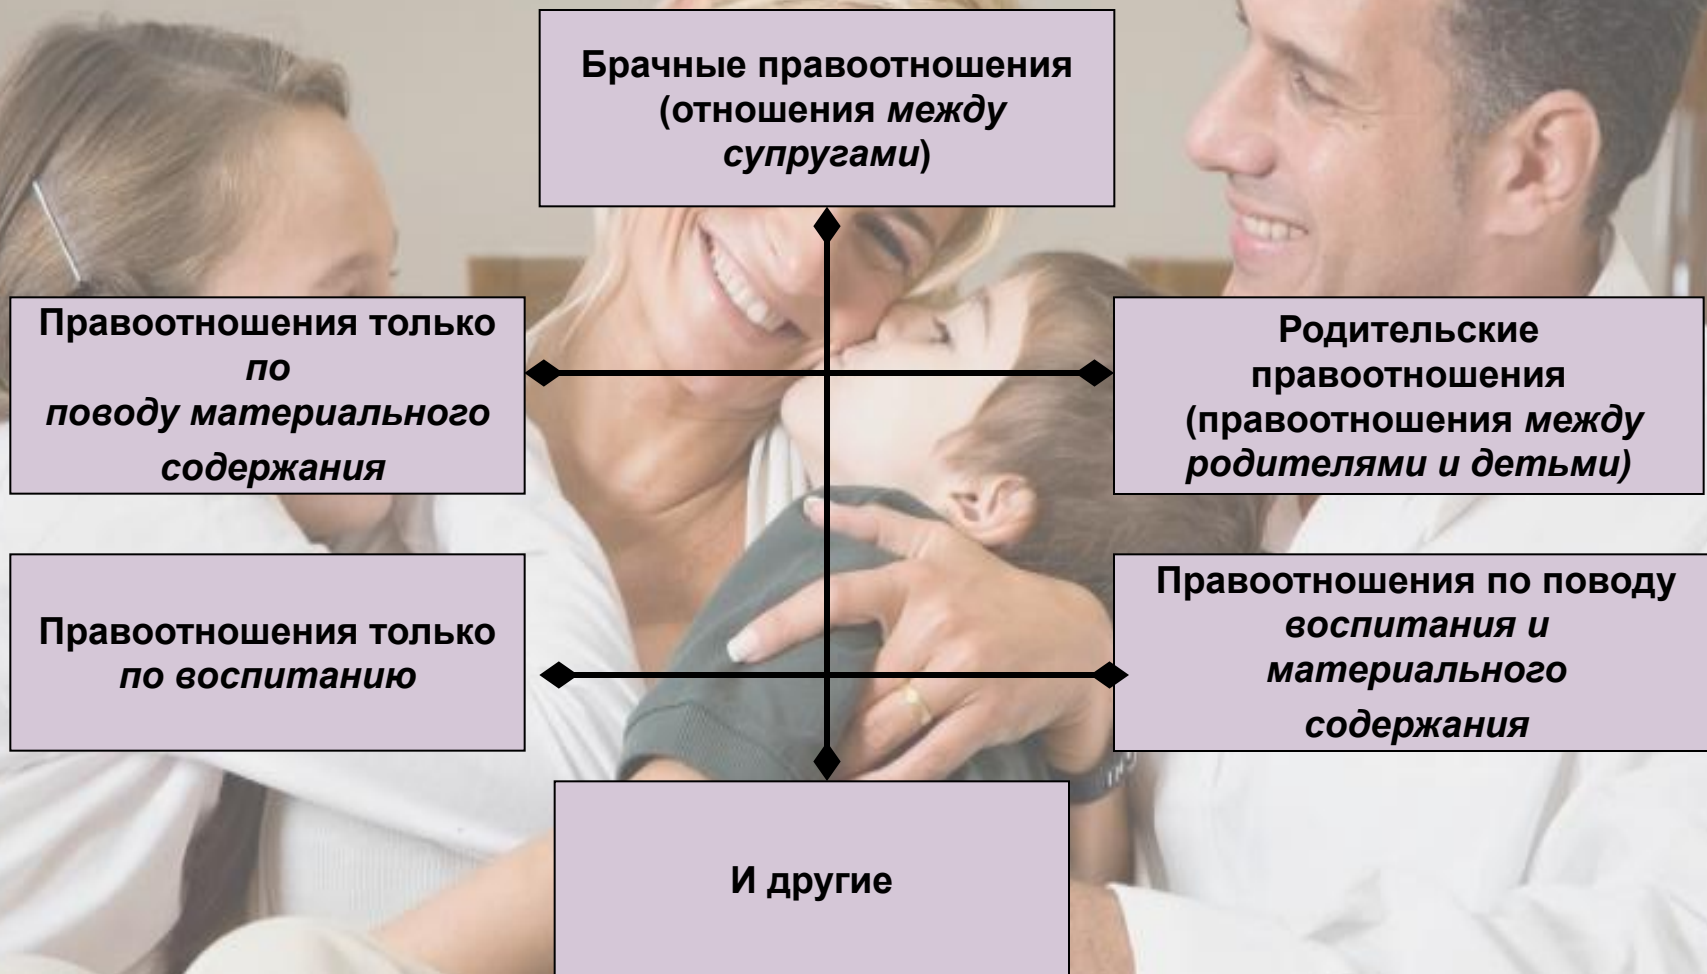 Брачные правоотношения
(отношения между
супругами)
Правоотношения только
по
поводу материального
содержания
Родительские
правоотношения
(правоотношения между
родителями и детьми)
Правоотношения только
по воспитанию
Правоотношения по поводу
воспитания и
материального
содержания
И другие